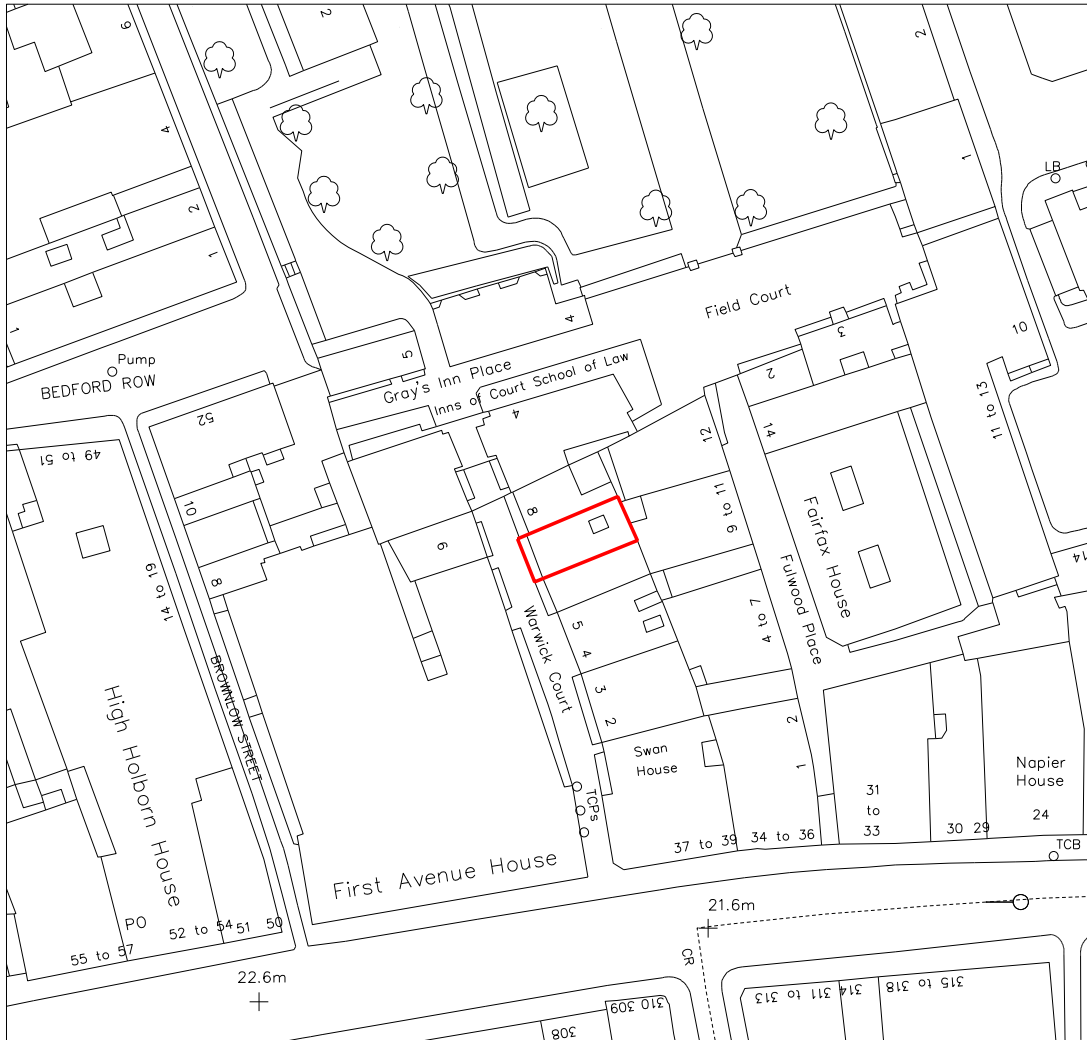 6
2
2
4
1
LB
2
1
Field Court
1
Pump
BEDFORD ROW
5
4
3
10
Gray's Inn Place
Inns of Court School of Law
4
2
11 to 13
52
12
14
49 to 51
10
8
9 to 11
Fairfax House
14
6
8
14 to 19
Warwick Court
Fulwood Place
4 to 7
5
4
3
2
BROWNLOW STREET
High Holborn House
Swan
House
2
1
Napier
House
24
31
to
33
30 29
TCPs
37 to 39
34 to 36
TCB
First Avenue House
PO
55 to 57
52 to 54
51
50
21.6m
22.6m
CR
308
309
310
311 to 313
314
315 to 318